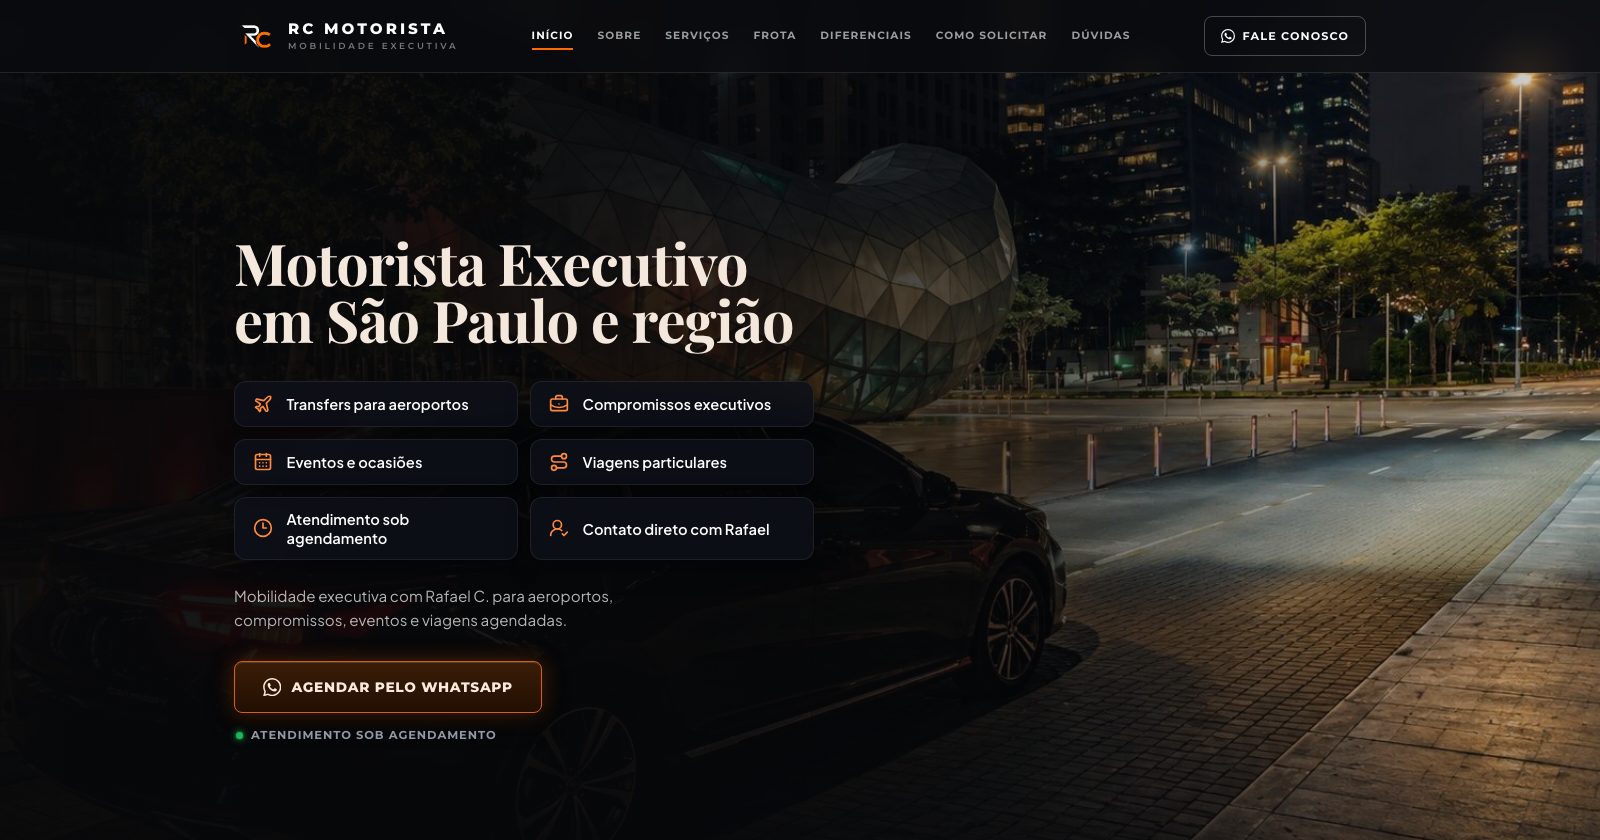 RC MOTORISTA
MOBILIDADE EXECUTIVA
INÍCIO
SOBRE
SERVIÇOS
FROTA
DIFERENCIAIS
COMO SOLICITAR
DÚVIDAS
FALE CONOSCO
Motorista Executivo
em São Paulo e região
Transfers para aeroportos
Compromissos executivos
Eventos e ocasiões
Viagens particulares
Atendimento sob
agendamento
Contato direto com Rafael
Mobilidade executiva com Rafael C. para aeroportos,
compromissos, eventos e viagens agendadas.
AGENDAR PELO WHATSAPP
ATENDIMENTO SOB AGENDAMENTO